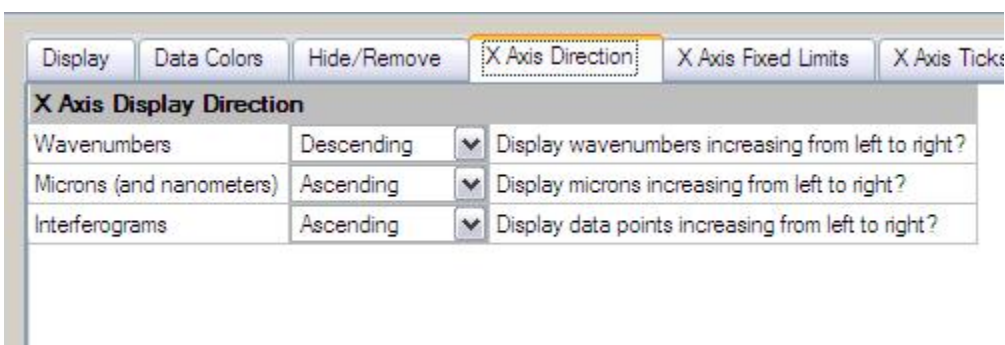 Display Data Colors Hide/Remove X Axis Direction X Axis Fixed Limits X Axis Ticks
X Axis Display Direction
Wavenumbers Descending Display wavenumbers increasing from left to right?
Microns (and nanometers) Ascending Display microns increasing from left to right?
Interferograms Ascending Display data points increasing from left to right?